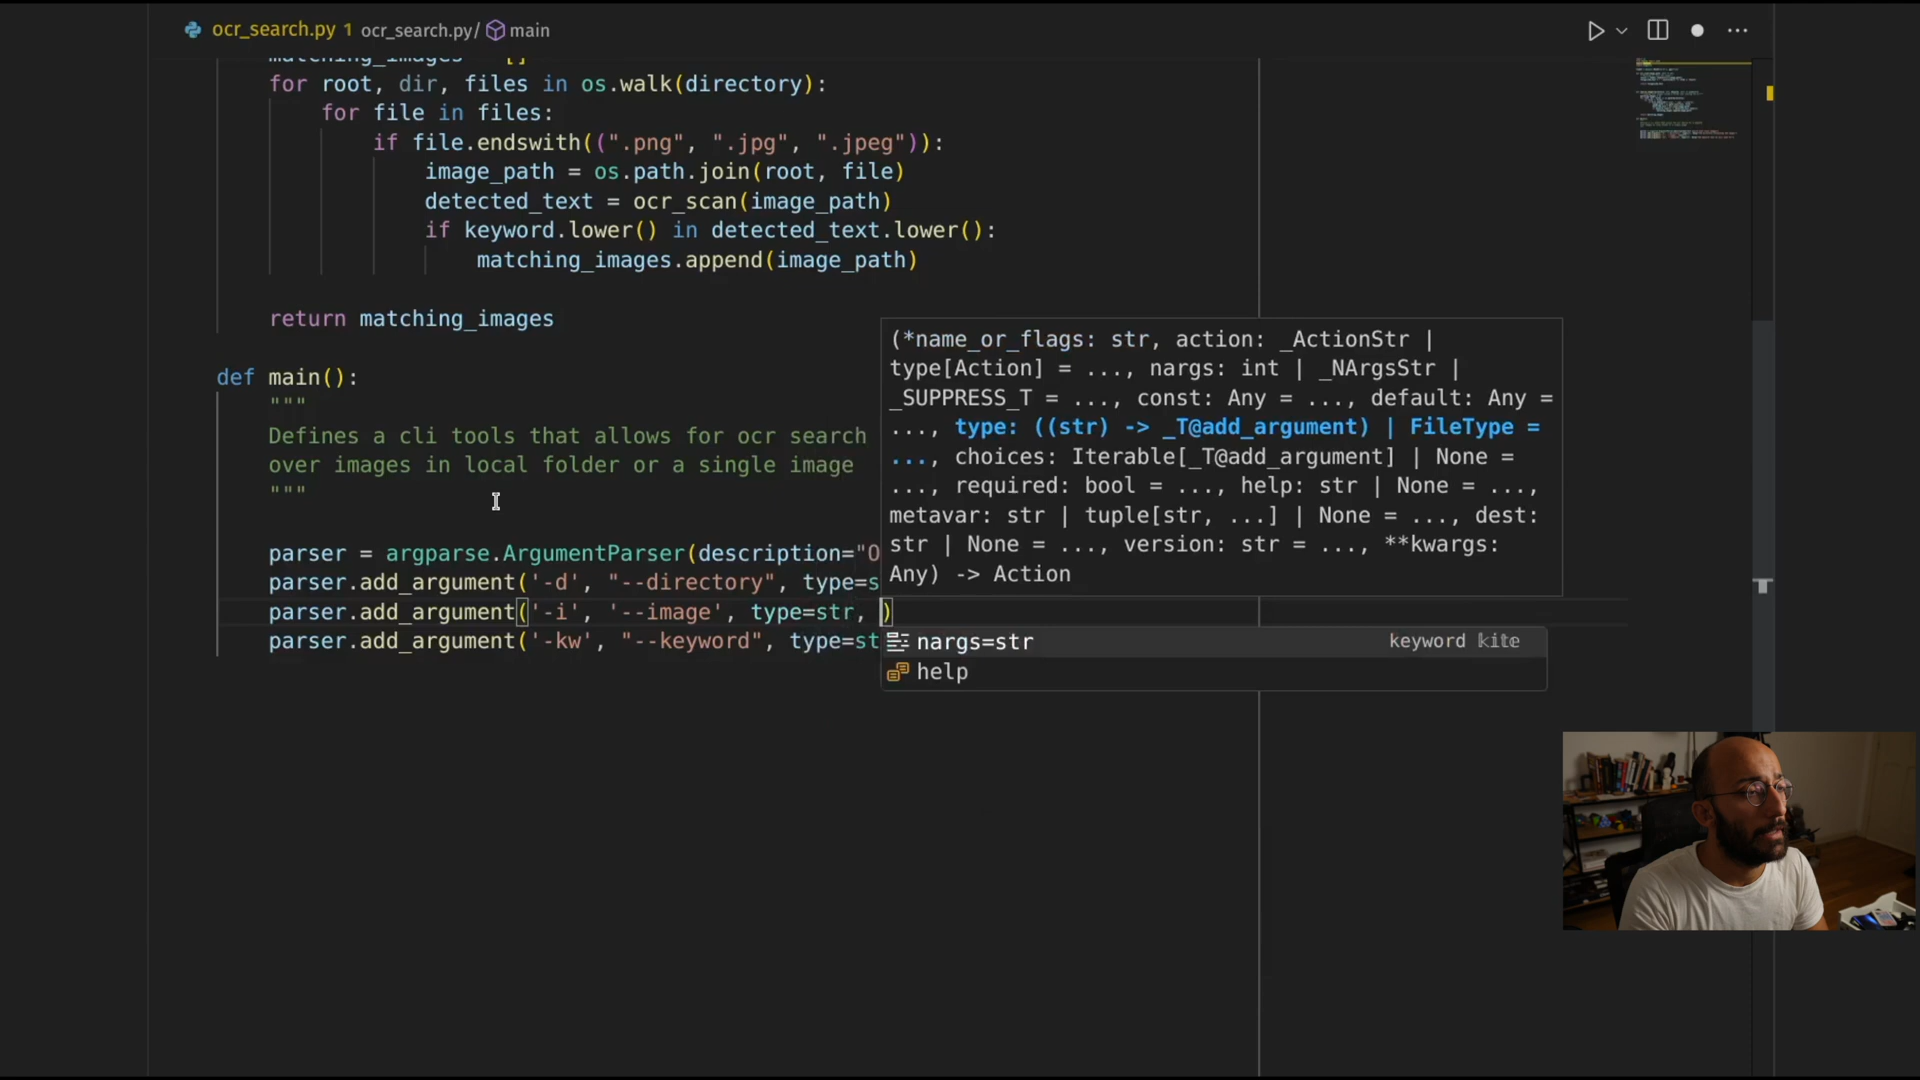 ocr_search.py 1 ocr_search.py/ main
matching_images = []
for root, dir, files in os.walk(directory):
for file in files:
if file.endswith((".png", ".jpg", ".jpeg")):
image_path = os.path.join(root, file)
detected_text = ocr_scan(image_path)
if keyword.lower() in detected_text.lower():
matching_images.append(image_path)
return matching_images
def main():
"""
Defines a cli tools that allows for ocr search
over images in local folder or a single image
"""
parser = argparse.ArgumentParser(description="O
parser.add_argument('-d', "--directory", type=s
parser.add_argument('-i', '--image', type=str, )
parser.add_argument('-kw', "--keyword", type=st
(*name_or_flags: str, action: _ActionStr |
type[Action] = ..., nargs: int | _NArgsStr |
_SUPPRESS_T = ..., const: Any = ..., default: Any =
..., type: ((str) -> _T@add_argument) | FileType =
..., choices: Iterable[_T@add_argument] | None =
..., required: bool = ..., help: str | None = ...,
metavar: str | tuple[str, ...] | None = ..., dest:
str | None = ..., version: str = ..., **kwargs:
Any) -> Action
nargs=str keyword kite
help